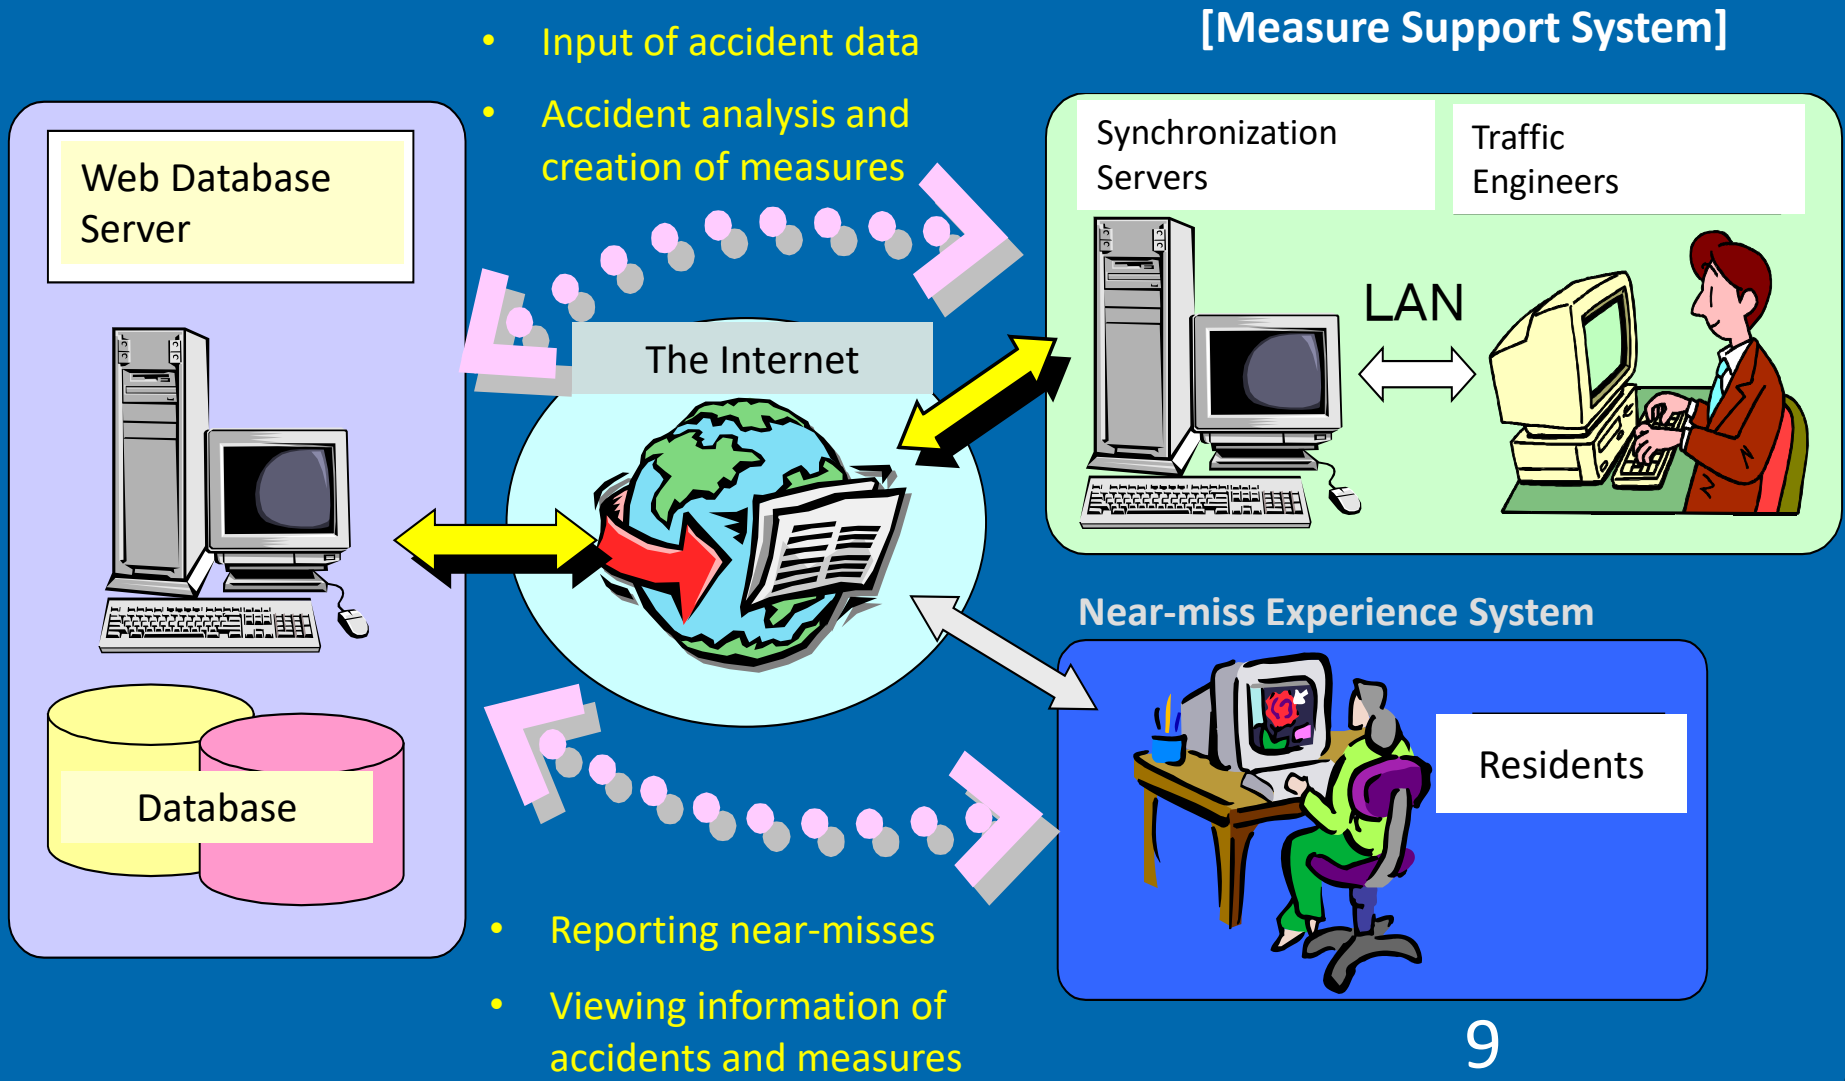 • Input of accident data
• Accident analysis and
creation of measures
[Measure Support System]
Web Database
Server
Synchronization
Servers
Traffic
Engineers
LAN
The Internet
Near-miss Experience System
Database
Residents
• Reporting near-misses
• Viewing information of
accidents and measures
9